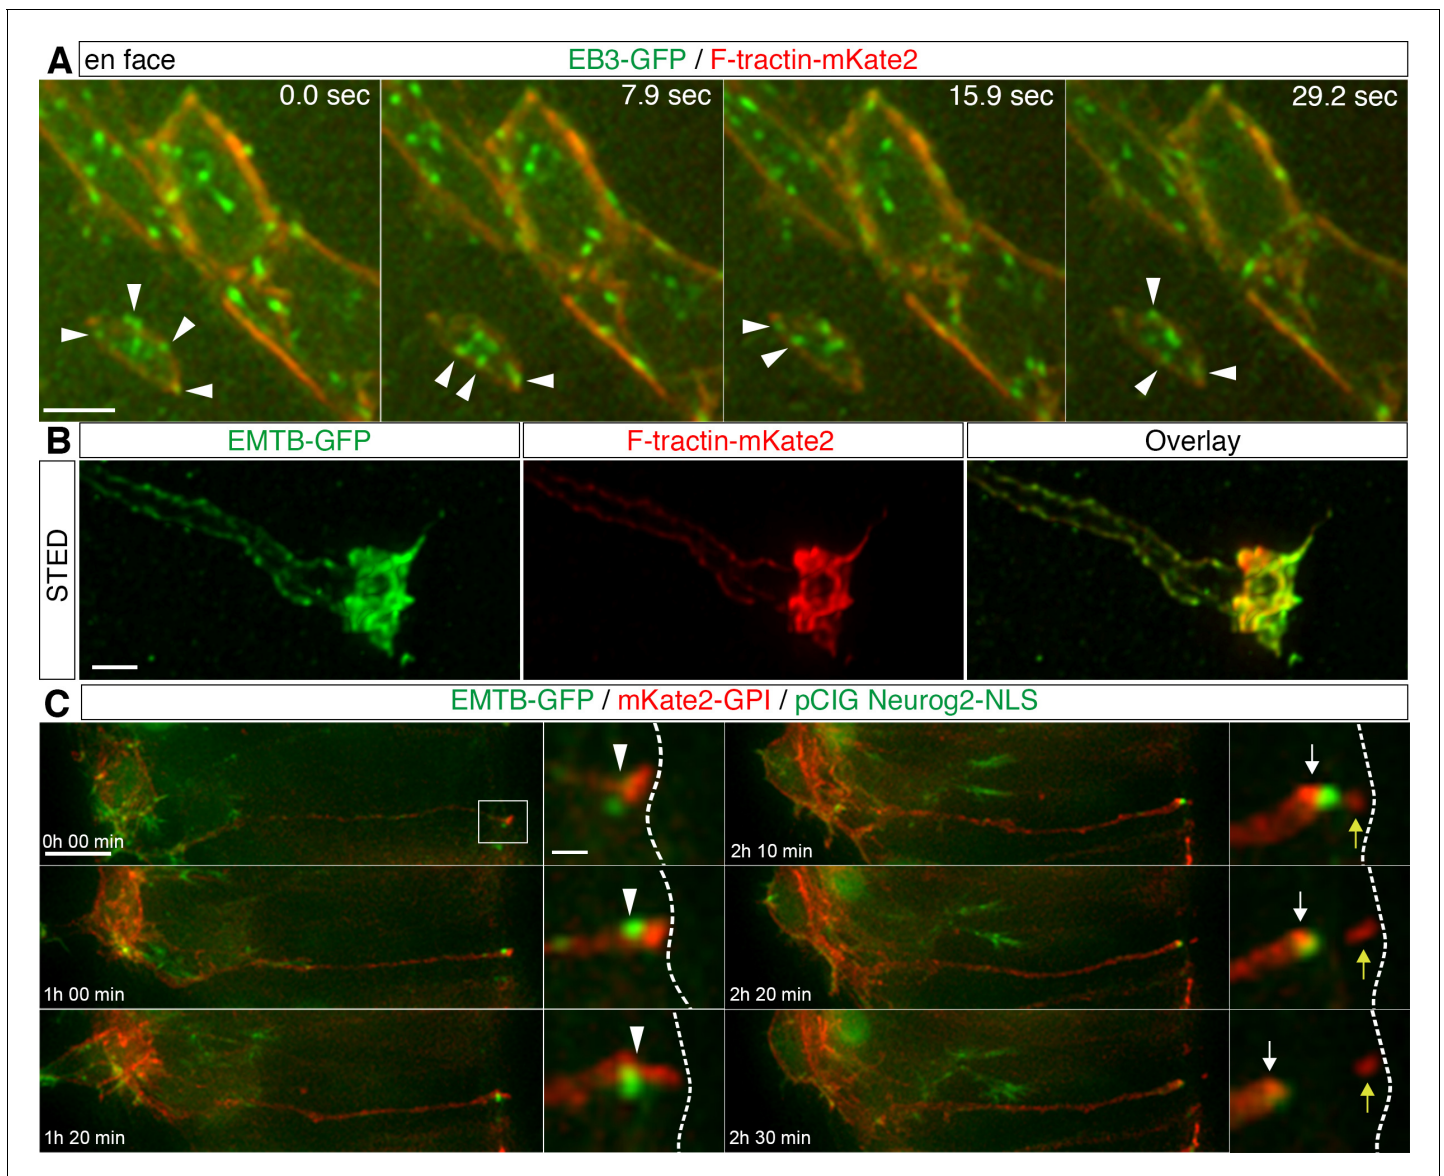 A en face EB3-GFP / F-tractin-mKate2
0.0 sec 7.9 sec 15.9 sec 29.2 sec
B EMTB-GFP F-tractin-mKate2 Overlay
STED
C EMTB-GFP / mKate2-GPI / pCIG Neurog2-NLS
0h 00 min 2h 10 min
1h 00 min 2h 20 min
1h 20 min 2h 30 min